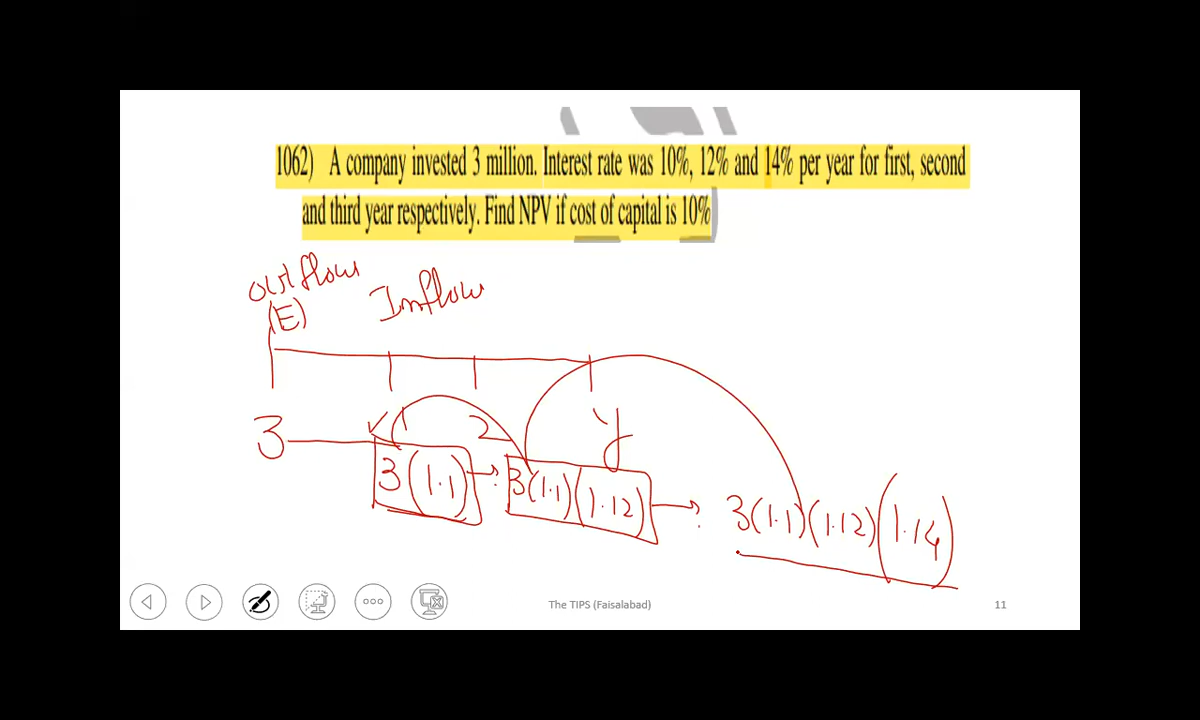 1062) A company invested 3 million. Interest rate was 10%, 12% and 14% per year for first, second
and third year respectively. Find NPV if cost of capital is 10%
outflow
(E)
Inflow
3
1
2
y
3(1.1)
3(1.1)(1.12)
3(1.1)(1.12)(1.14)
The TIPS (Faisalabad)
11